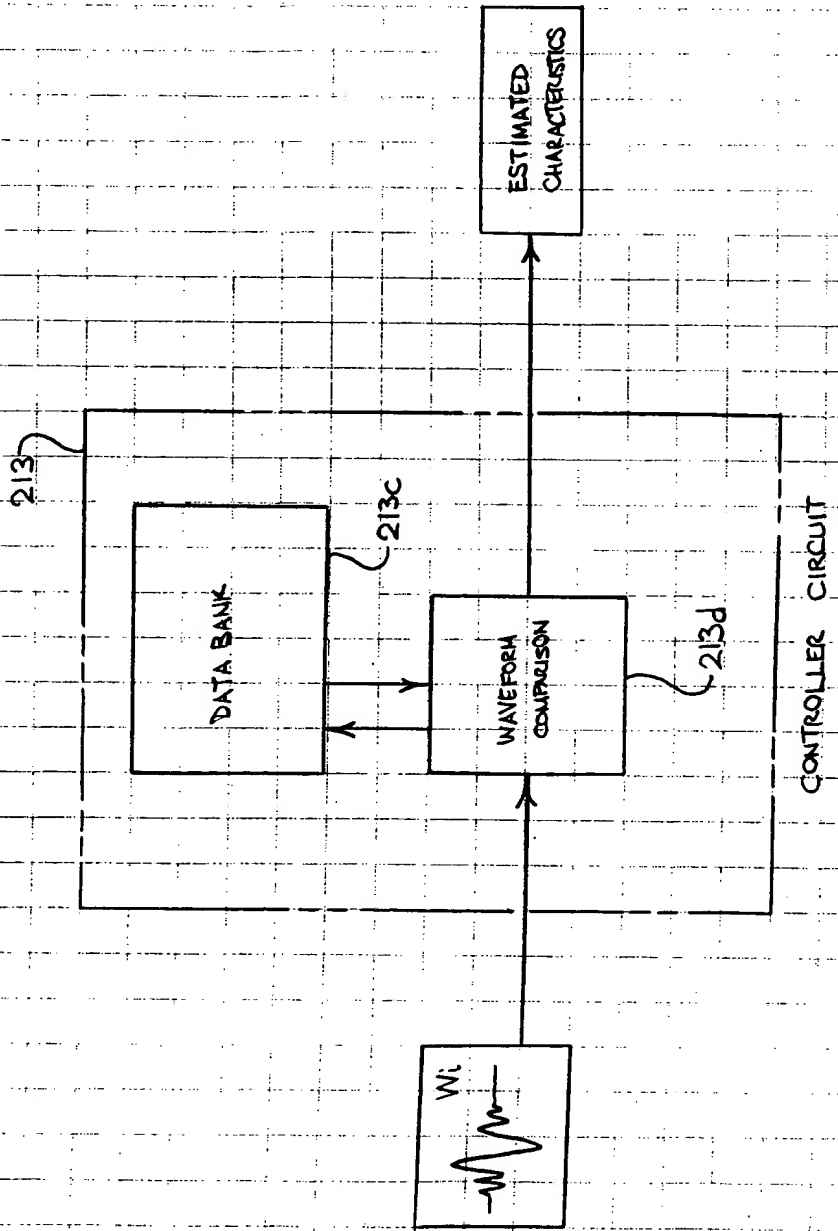 213
DATA BANK
213c
WAVEFORM
COMPARISON
213d
Wi
ESTIMATED
CHARACTERISTICS
CONTROLLER CIRCUIT